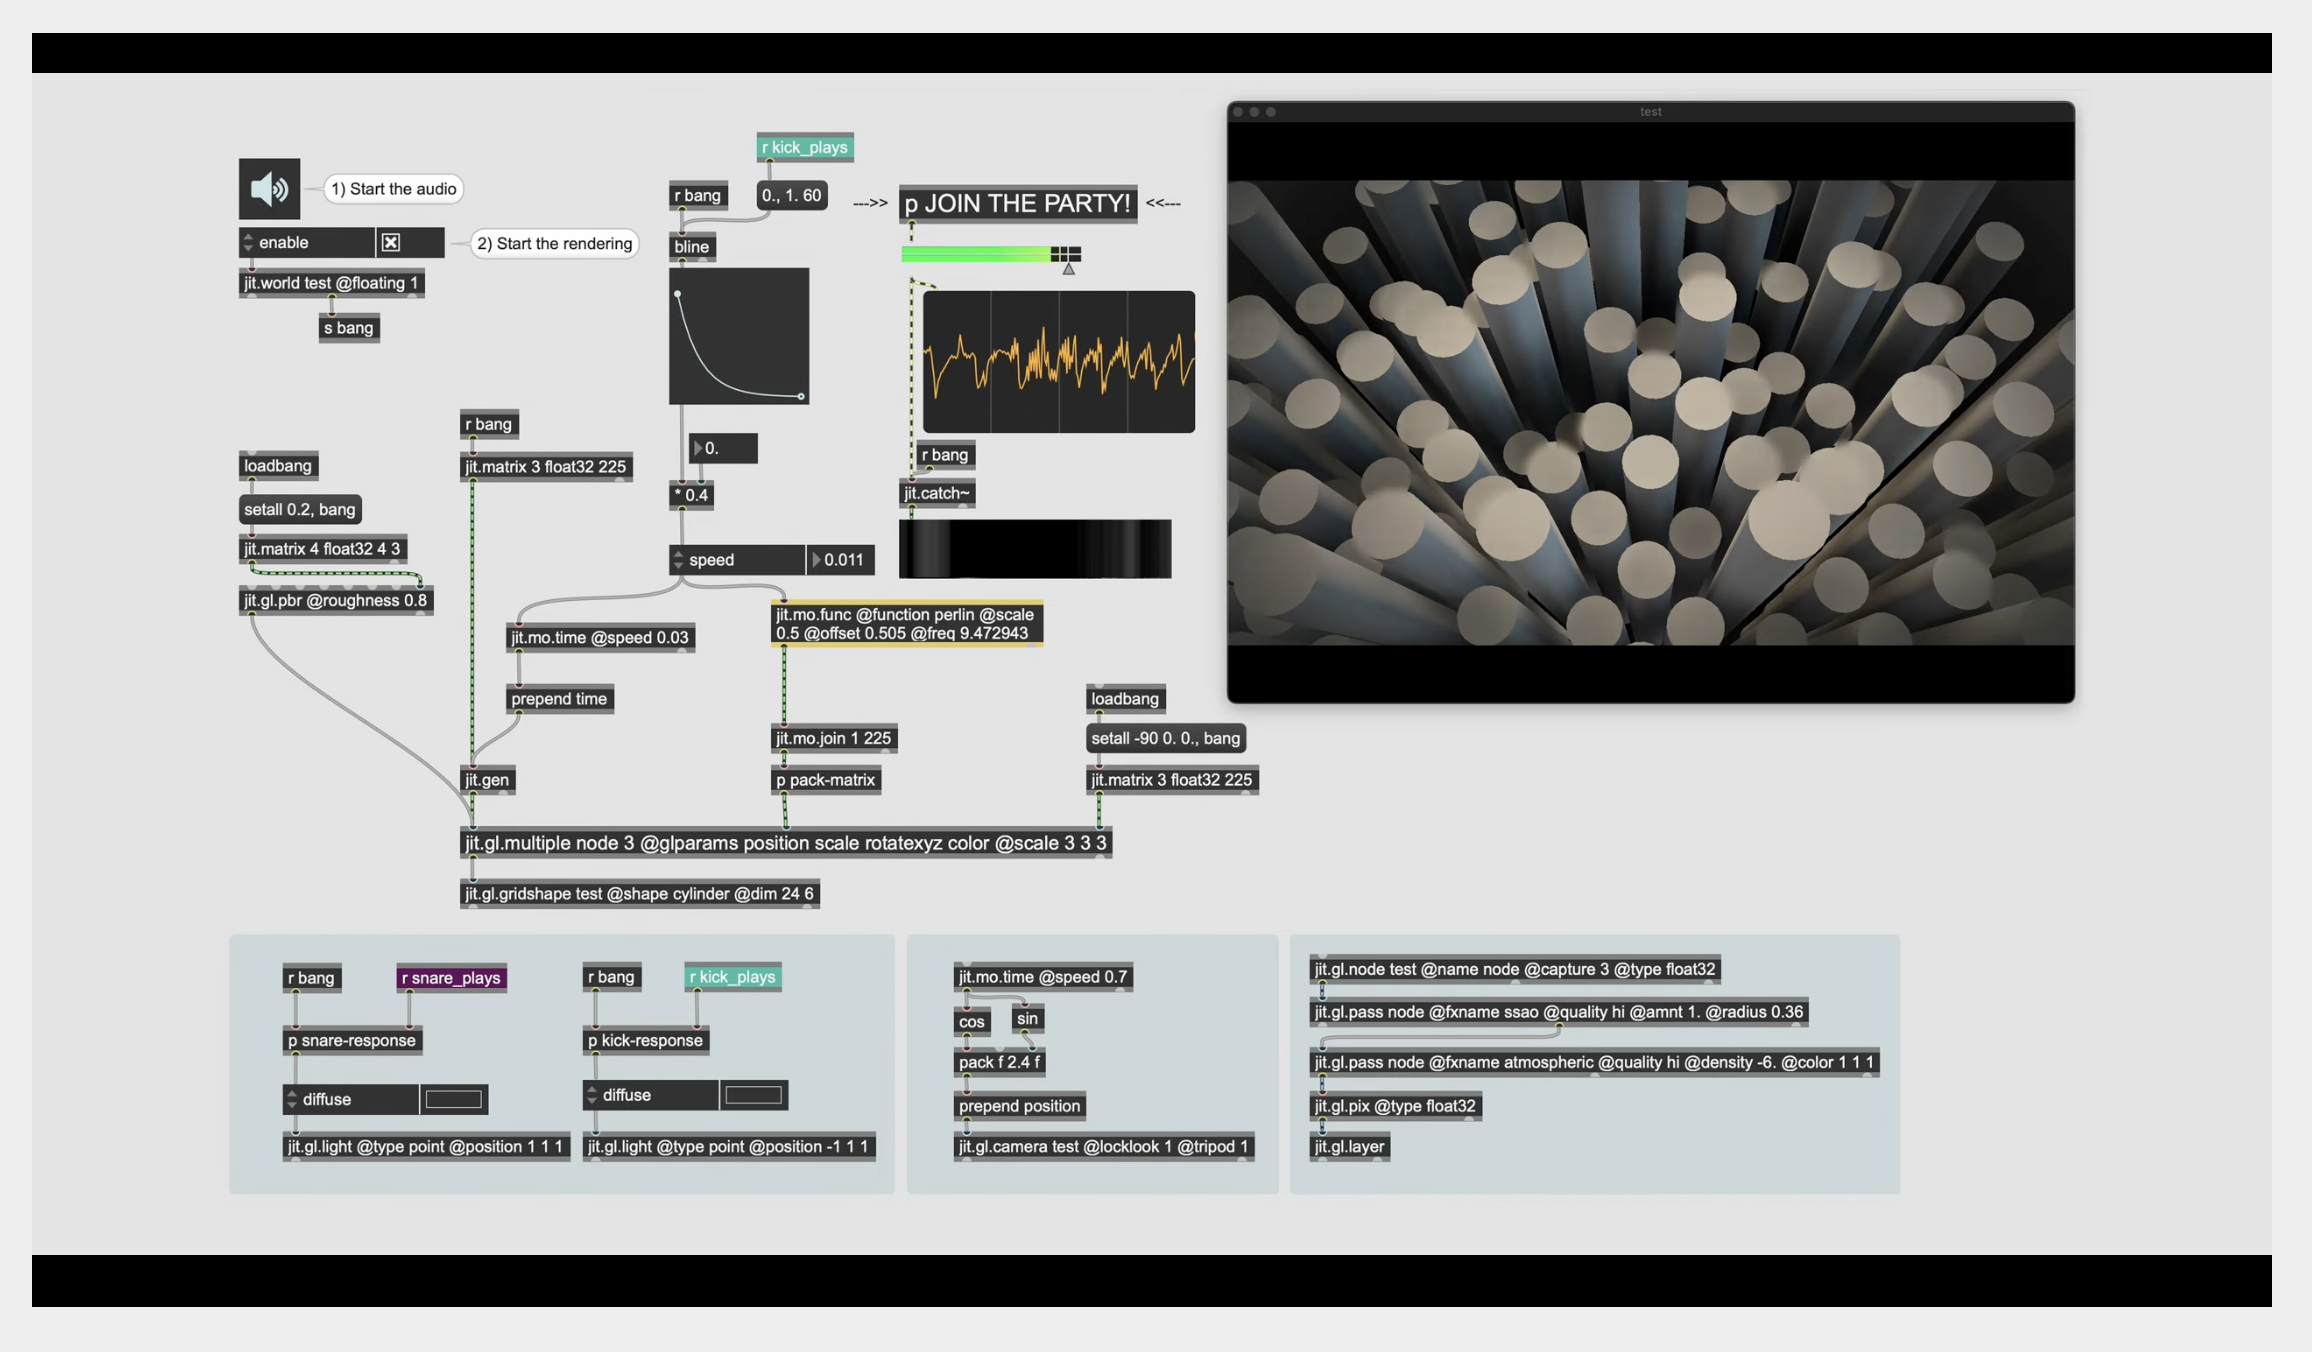 r kick_plays
1) Start the audio
r bang
0., 1. 60
--->>
p JOIN THE PARTY!
<<---
enable
2) Start the rendering
bline
jit.world test @floating 1
s bang
r bang
0.
loadbang
jit.matrix 3 float32 225
r bang
* 0.4
jit.catch~
setall 0.2, bang
jit.matrix 4 float32 4 3
speed
0.011
jit.gl.pbr @roughness 0.8
jit.mo.time @speed 0.03
jit.mo.func @function perlin @scale
0.5 @offset 0.505 @freq 9.472943
prepend time
loadbang
jit.mo.join 1 225
setall -90 0. 0., bang
jit.gen
p pack-matrix
jit.matrix 3 float32 225
jit.gl.multiple node 3 @glparams position scale rotatexyz color @scale 3 3 3
jit.gl.gridshape test @shape cylinder @dim 24 6
test
r bang
r snare_plays
p snare-response
diffuse
jit.gl.light @type point @position 1 1 1
r bang
r kick_plays
p kick-response
diffuse
jit.gl.light @type point @position -1 1 1
jit.mo.time @speed 0.7
cos
sin
pack f 2.4 f
prepend position
jit.gl.camera test @locklook 1 @tripod 1
jit.gl.node test @name node @capture 3 @type float32
jit.gl.pass node @fxname ssao @quality hi @amnt 1. @radius 0.36
jit.gl.pass node @fxname atmospheric @quality hi @density -6. @color 1 1 1
jit.gl.pix @type float32
jit.gl.layer